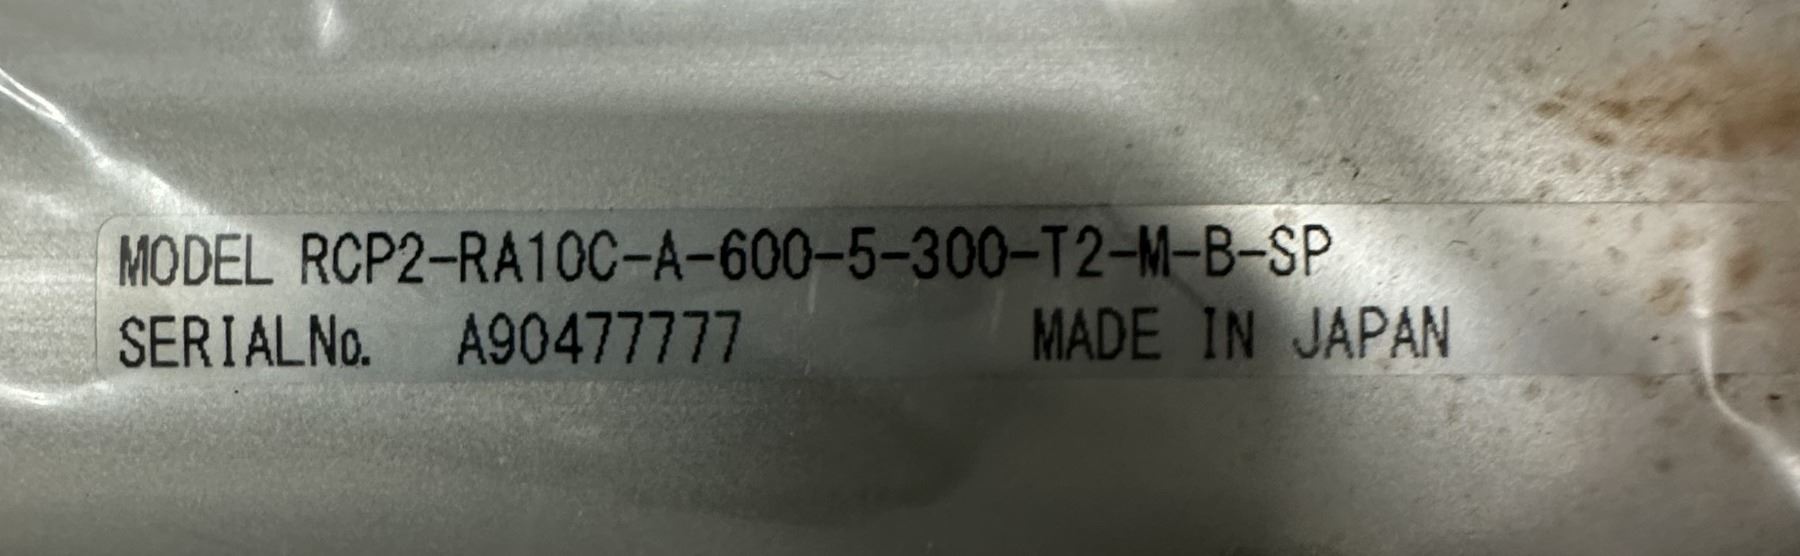 MODEL RCP2-RA10C-A-600-5-300-T2-M-B-SP
SERIALNo. A90477777 MADE IN JAPAN